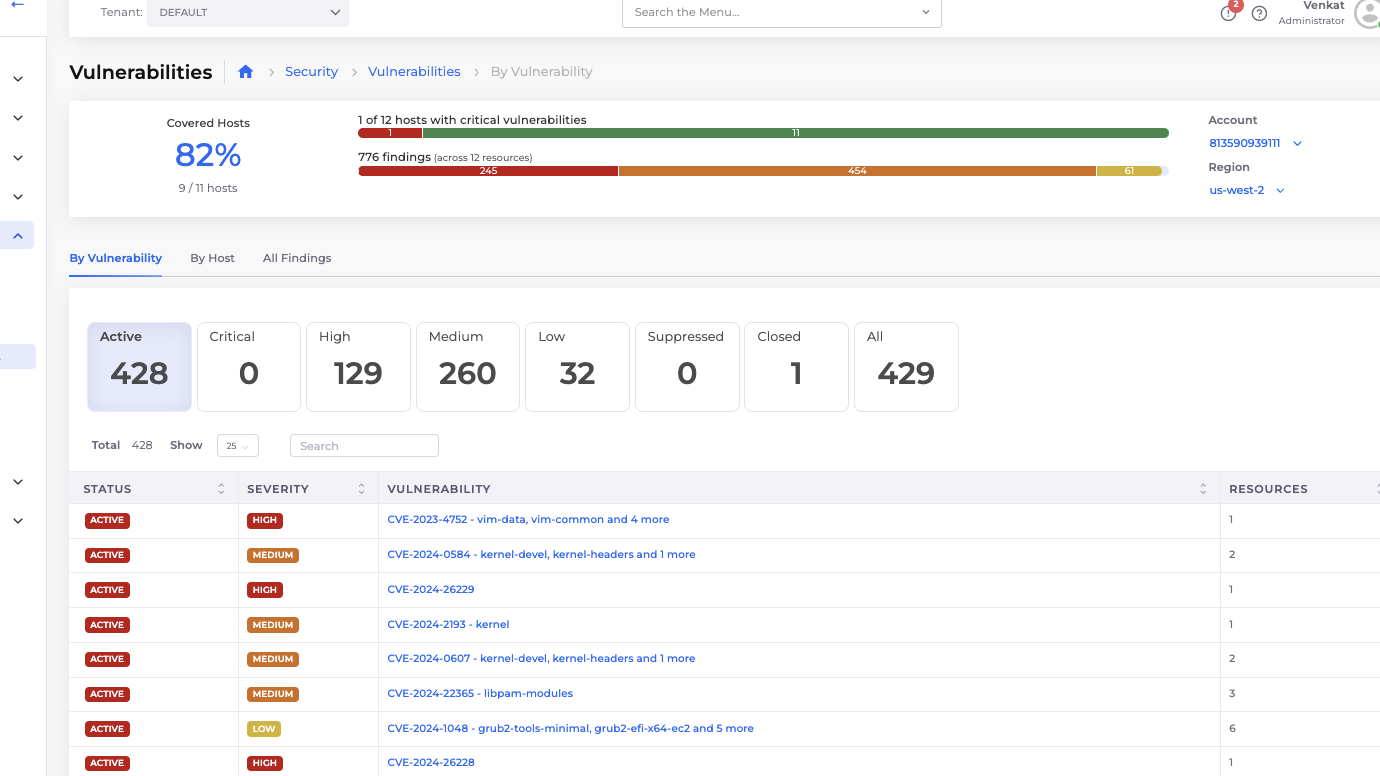 Tenant: DEFAULT
Search the Menu...
2
Venkat
Administrator
Vulnerabilities
Security
Vulnerabilities
By Vulnerability
Covered Hosts
82%
9 / 11 hosts
1 of 12 hosts with critical vulnerabilities
1 11
776 findings (across 12 resources)
245 454 61
Account
813590939111
Region
us-west-2
By Vulnerability By Host All Findings
Active 428
Critical 0
High 129
Medium 260
Low 32
Suppressed 0
Closed 1
All 429
Total 428 Show 25 Search
STATUS SEVERITY VULNERABILITY RESOURCES
ACTIVE HIGH CVE-2023-4752 - vim-data, vim-common and 4 more 1
ACTIVE MEDIUM CVE-2024-0584 - kernel-devel, kernel-headers and 1 more 2
ACTIVE HIGH CVE-2024-26229 1
ACTIVE MEDIUM CVE-2024-2193 - kernel 1
ACTIVE MEDIUM CVE-2024-0607 - kernel-devel, kernel-headers and 1 more 2
ACTIVE MEDIUM CVE-2024-22365 - libpam-modules 3
ACTIVE LOW CVE-2024-1048 - grub2-tools-minimal, grub2-efi-x64-ec2 and 5 more 6
ACTIVE HIGH CVE-2024-26228 1